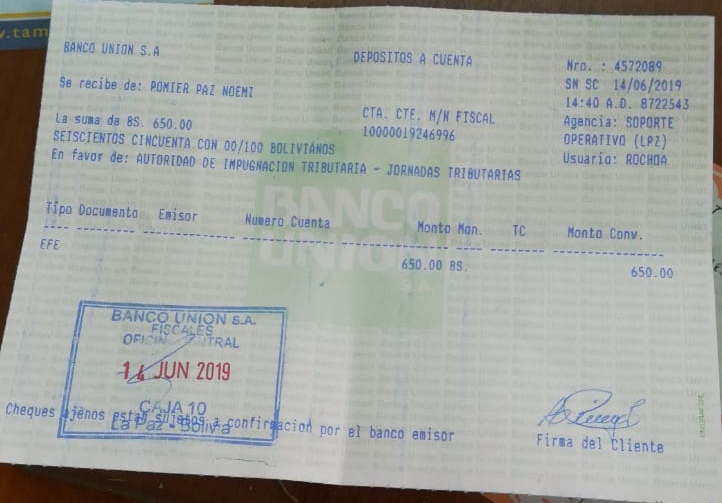 BANCO UNION S.A
DEPOSITOS A CUENTA
Nro. : 4572089
SN SC 14/06/2019
14:40 A.D. 8722543
Agencia: SOPORTE
OPERATIVO (LPZ)
Usuario: ROCHOA
Se recibe de: POMIER PAZ NOEMI
CTA. CTE. M/N FISCAL
10000019246996
La suma de BS. 650.00
SEISCIENTOS CINCUENTA CON 00/100 BOLIVIANOS
En favor de: AUTORIDAD DE IMPUGNACION TRIBUTARIA - JORNADAS TRIBUTARIAS
Tipo Documento Emisor Numero Cuenta Monto Mon. TC Monto Conv.
EFE 650.00 BS. 650.00
BANCO UNION S.A.
BANCO UNION S.A.
FISCALES
14 JUN 2019
CAJA 10
La Paz - Bolivia
Cheques ajenos estan sujetos a confirmacion por el banco emisor
Firma del Cliente